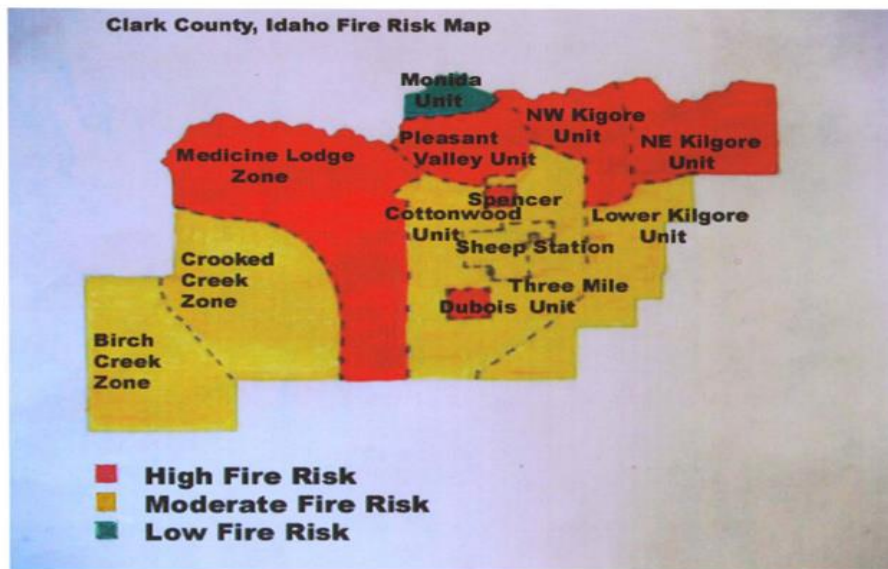 Clark County, Idaho Fire Risk Map
Monida
Unit
NW Kigore
Unit
Pleasant
Valley Unit
NE Kilgore
Unit
Medicine Lodge
Zone
Spencer
Cottonwood
Unit
Lower Kilgore
Unit
Sheep Station
Crooked
Creek
Zone
Three Mile
Unit
Dubois
Birch
Creek
Zone
High Fire Risk
Moderate Fire Risk
Low Fire Risk